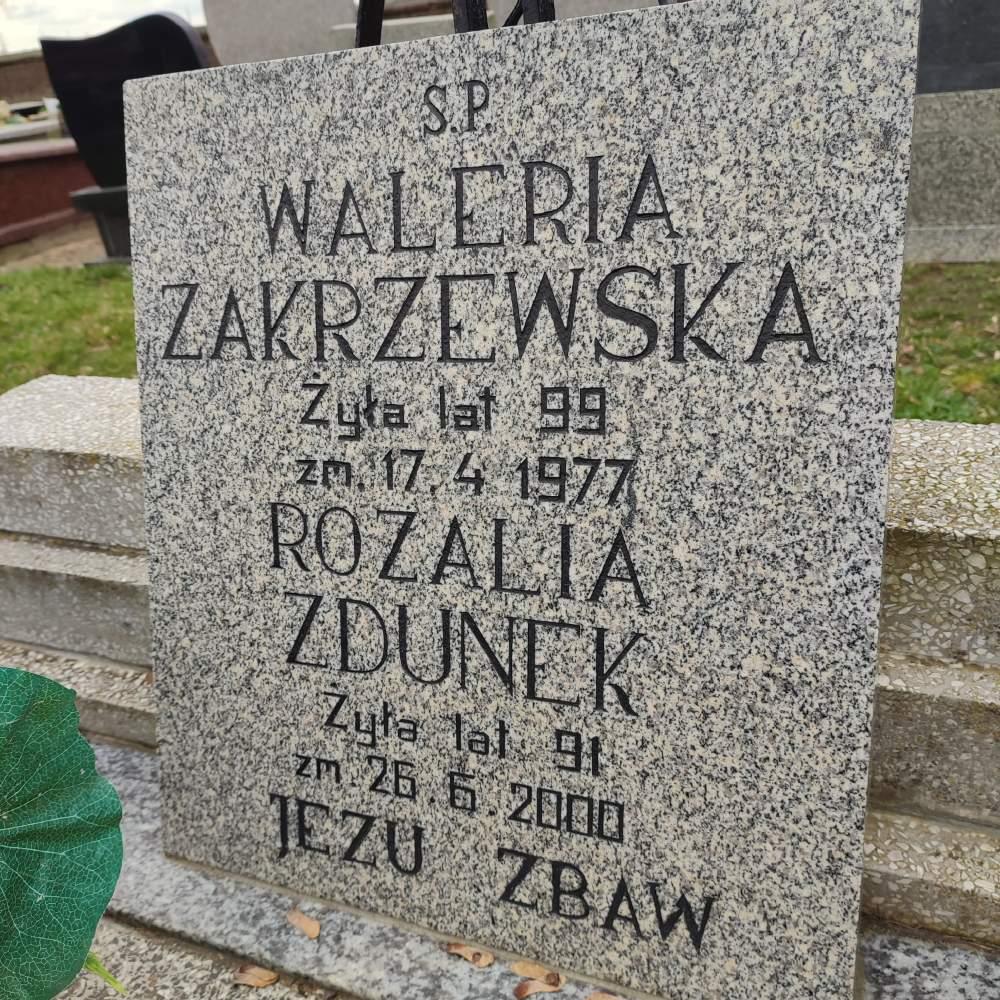 S.P.
WALERIA
ZAKRZEWSKA
Żyła lat 99
zm. 17. 4 1977
ROZALIĄ
ZDUNEK
Żyła lat 91
zm. 26. 6. 2000
JEZU ZBAW